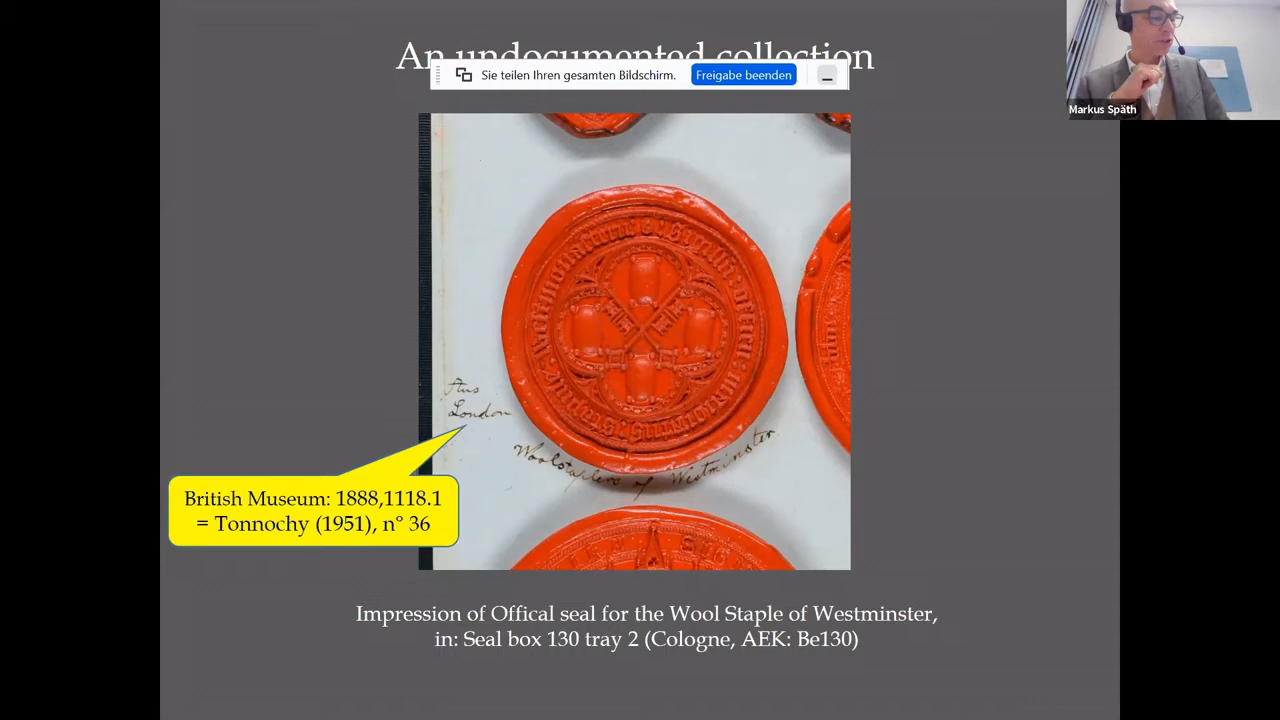 An undocumented collection
Sie teilen Ihren gesamten Bildschirm.
Freigabe beenden
Markus Späth
London
Woolstaplers of Westminster
British Museum: 1888,1118.1
= Tonnochy (1951), n° 36
Impression of Offical seal for the Wool Staple of Westminster,
in: Seal box 130 tray 2 (Cologne, AEK: Be130)